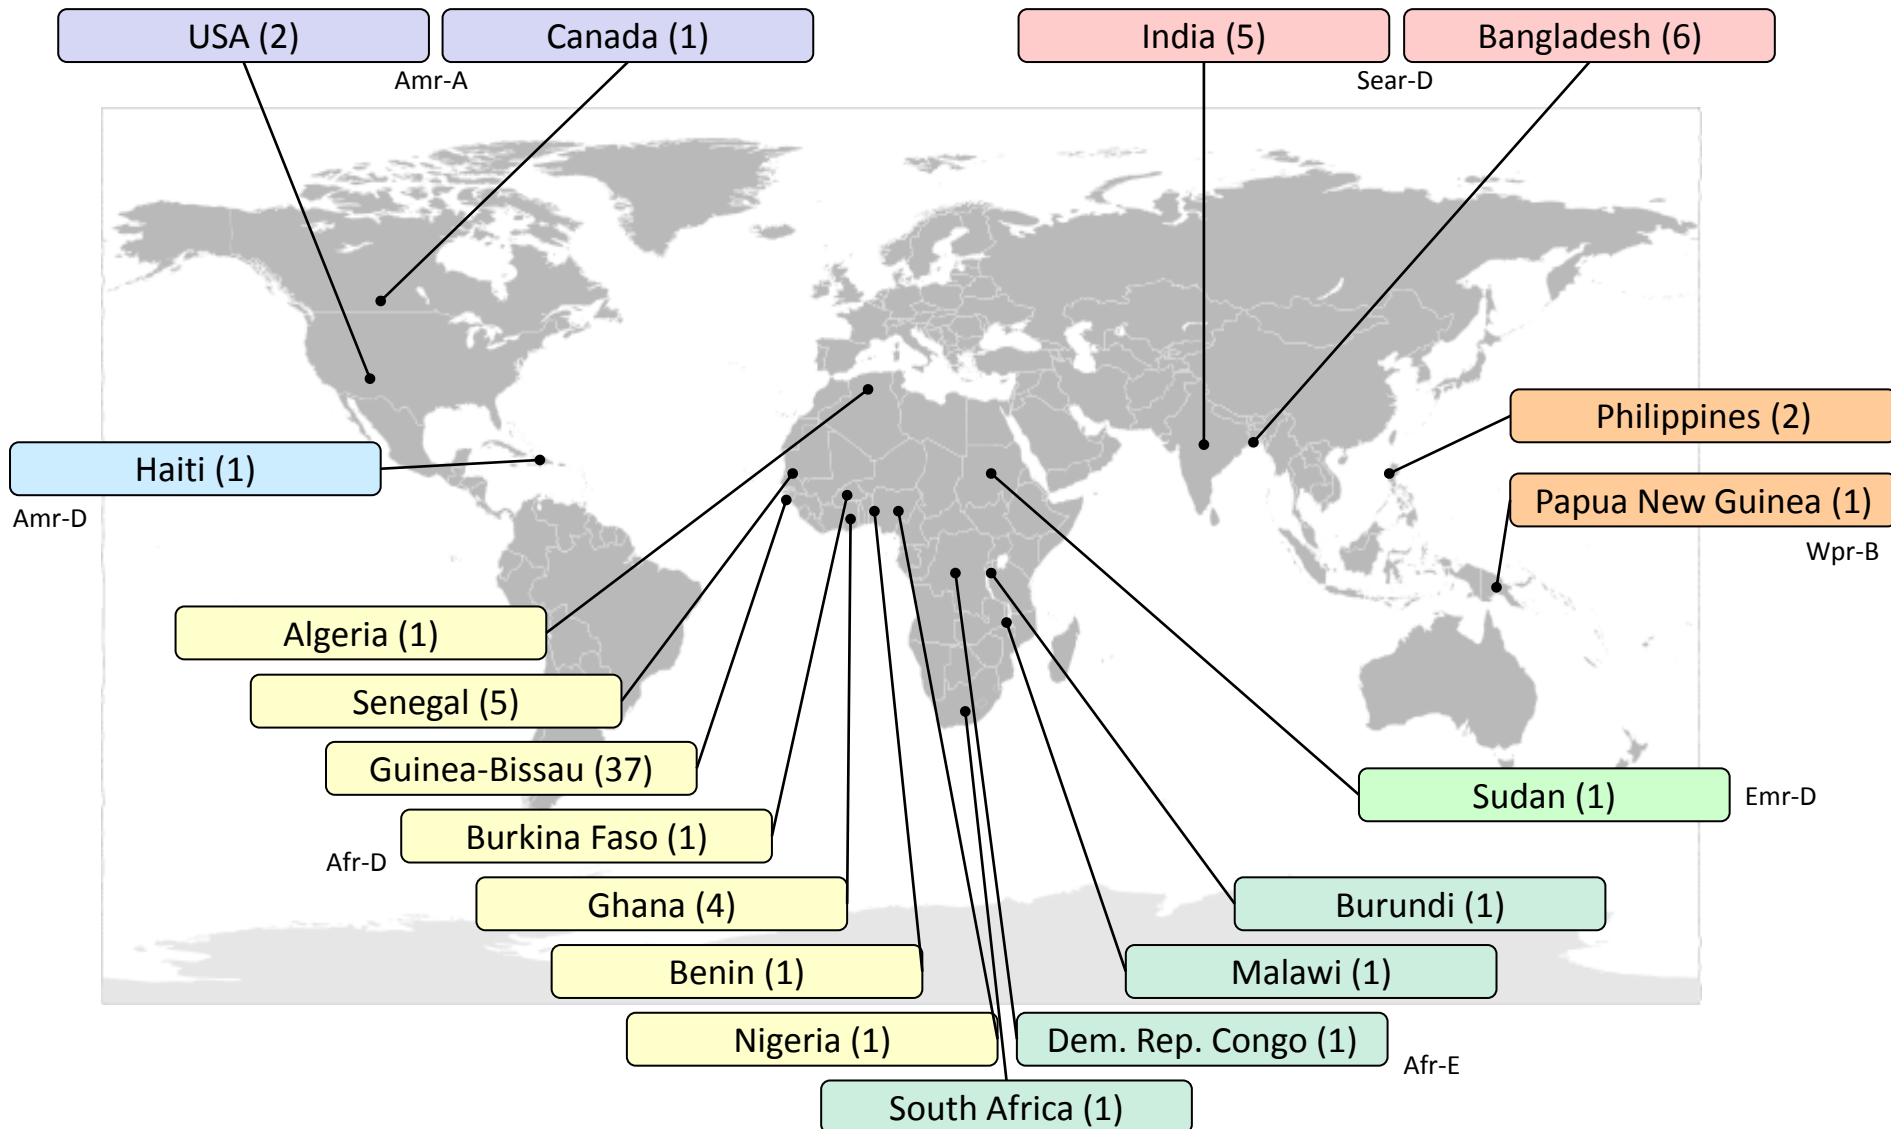 USA (2)
Canada (1)
India (5)
Bangladesh (6)
Amr-A
Sear-D
Philippines (2)
Haiti (1)
Papua New Guinea (1)
Amr-D
Wpr-B
Algeria (1)
Senegal (5)
Guinea-Bissau (37)
Sudan (1)
Emr-D
Burkina Faso (1)
Afr-D
Ghana (4)
Burundi (1)
Benin (1)
Malawi (1)
Nigeria (1)
Dem. Rep. Congo (1)
Afr-E
South Africa (1)